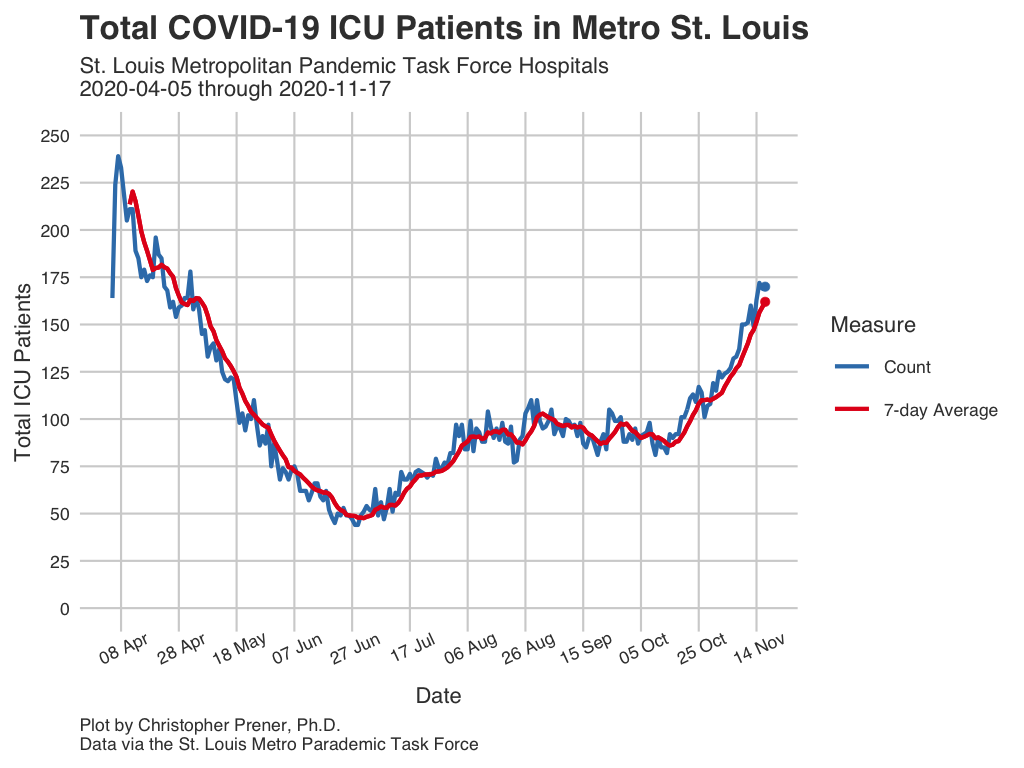 Total COVID-19 ICU Patients in Metro St. Louis
St. Louis Metropolitan Pandemic Task Force Hospitals
2020-04-05 through 2020-11-17
250
225
200
175
150
125
100
75
50
25
0
Total ICU Patients
08 Apr
28 Apr
18 May
07 Jun
27 Jun
17 Jul
06 Aug
26 Aug
15 Sep
05 Oct
25 Oct
14 Nov
Date
Measure
Count
7-day Average
Plot by Christopher Prener, Ph.D.
Data via the St. Louis Metro Parademic Task Force